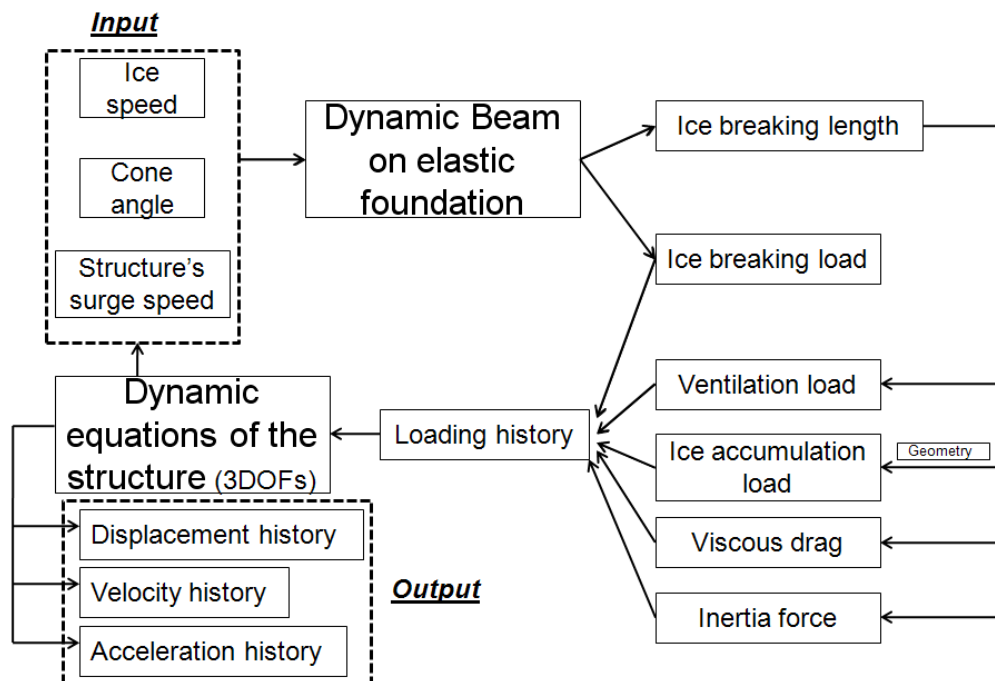 Input
Ice
speed
Cone
angle
Structure's
surge speed
Dynamic Beam
on elastic
foundation
Ice breaking length
Ice breaking load
Ventilation load
Ice accumulation
load
Geometry
Viscous drag
Inertia force
Loading history
Dynamic
equations of the
structure (3DOFs)
Displacement history
Velocity history
Acceleration history
Output